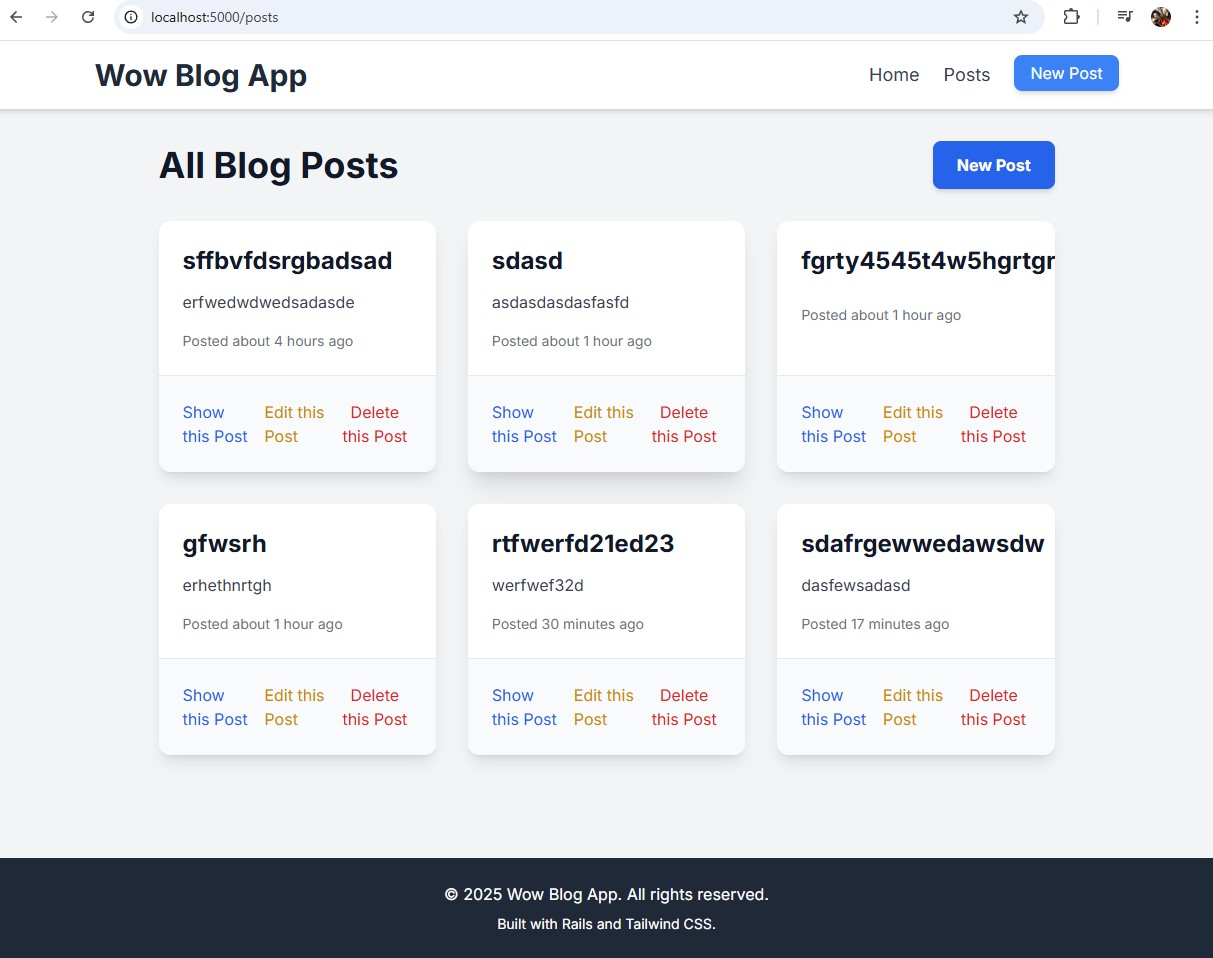 localhost:5000/posts
Wow Blog App
Home Posts New Post
All Blog Posts
New Post
sffbvfdsrgbadsad
erfwedwdwedsadasde
Posted about 4 hours ago
Show
this Post
Edit this
Post
Delete
this Post
sdasd
asdasdasdasfasfd
Posted about 1 hour ago
Show
this Post
Edit this
Post
Delete
this Post
fgrty4545t4w5hgrtgr
Posted about 1 hour ago
Show
this Post
Edit this
Post
Delete
this Post
gfwsrh
erhethnrtgh
Posted about 1 hour ago
Show
this Post
Edit this
Post
Delete
this Post
rtfwerfd21ed23
werfwef32d
Posted 30 minutes ago
Show
this Post
Edit this
Post
Delete
this Post
sdafrgewwedawsdw
dasfewsadasd
Posted 17 minutes ago
Show
this Post
Edit this
Post
Delete
this Post
© 2025 Wow Blog App. All rights reserved.
Built with Rails and Tailwind CSS.